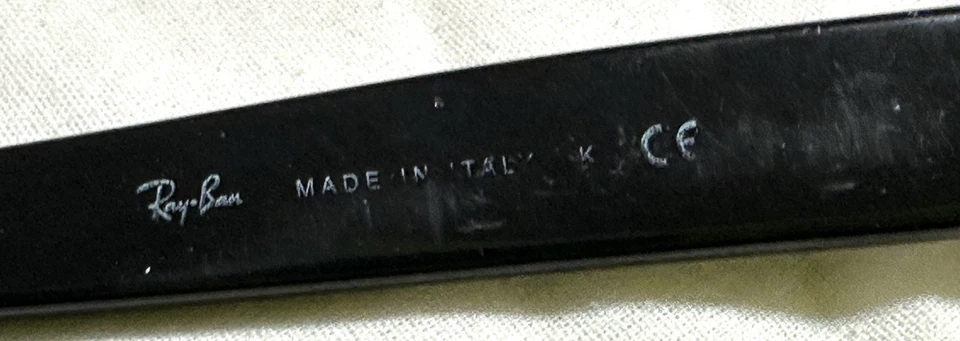 Ray-Ban MADE IN ITALY K CE